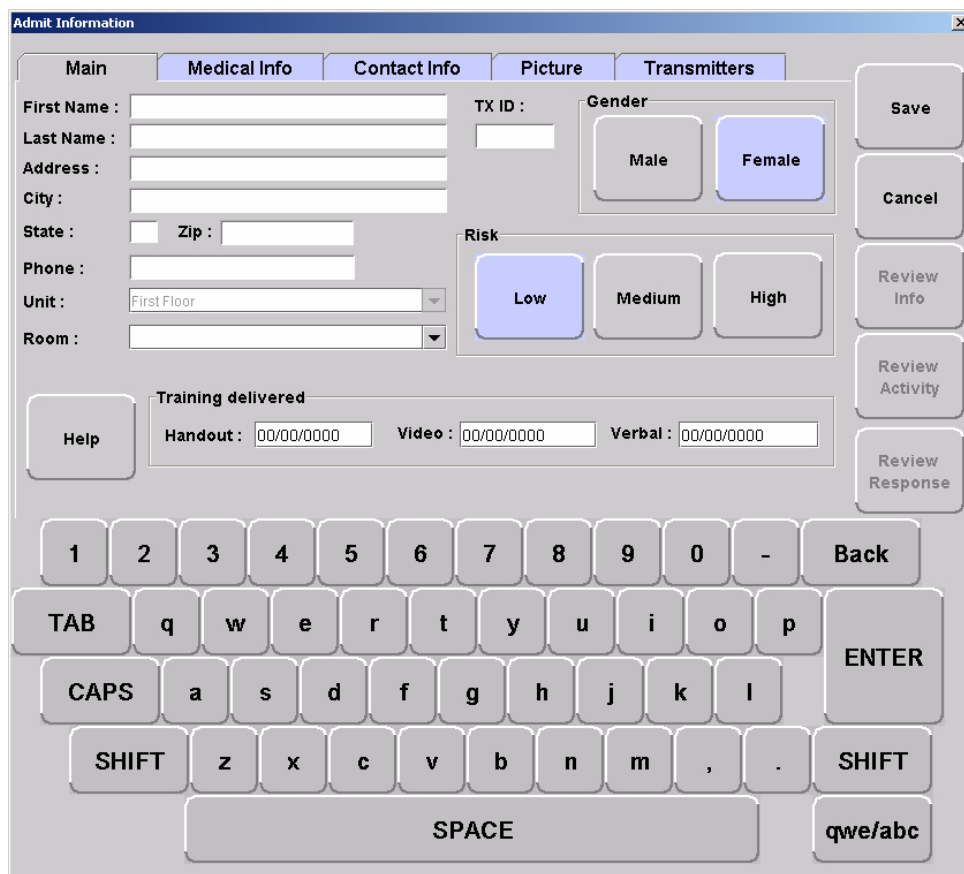 Admit Information
Main Medical Info Contact Info Picture Transmitters
First Name :
Last Name :
Address :
City :
State : Zip :
Phone :
Unit : First Floor
Room :
TX ID :
Gender
Male Female
Risk
Low Medium High
Save
Cancel
Review
Info
Review
Activity
Review
Response
Help
Training delivered
Handout : 00/00/0000 Video : 00/00/0000 Verbal : 00/00/0000
1 2 3 4 5 6 7 8 9 0 - Back
TAB q w e r t y u i o p
ENTER
CAPS a s d f g h j k l
SHIFT z x c v b n m , . SHIFT
SPACE qwe/abc